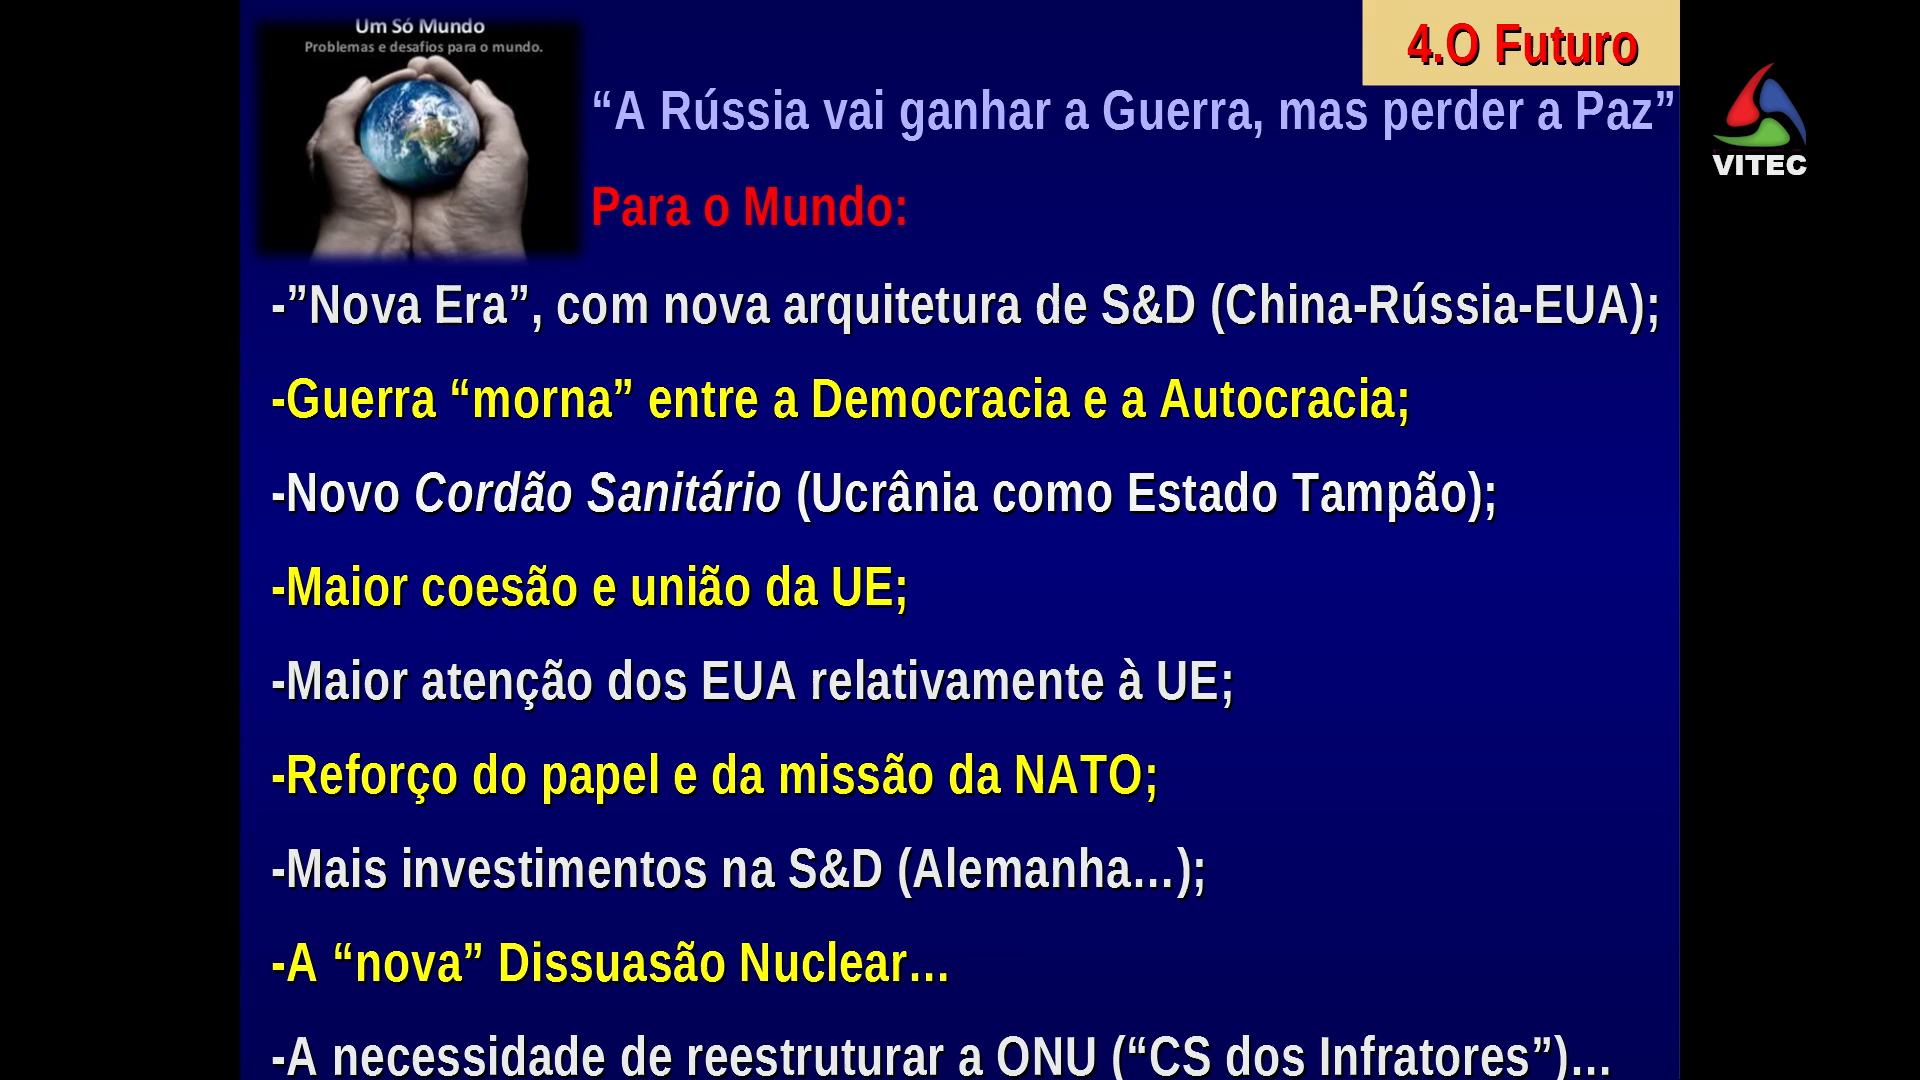 Um Só Mundo
Problemas e desafios para o mundo.
4.O Futuro
“A Rússia vai ganhar a Guerra, mas perder a Paz”
VITEC
Para o Mundo:
-”Nova Era”, com nova arquitetura de S&D (China-Rússia-EUA);
-Guerra “morna” entre a Democracia e a Autocracia;
-Novo Cordão Sanitário (Ucrânia como Estado Tampão);
-Maior coesão e união da UE;
-Maior atenção dos EUA relativamente à UE;
-Reforço do papel e da missão da NATO;
-Mais investimentos na S&D (Alemanha...);
-A “nova” Dissuasão Nuclear...
-A necessidade de reestruturar a ONU (“CS dos Infratores”)...